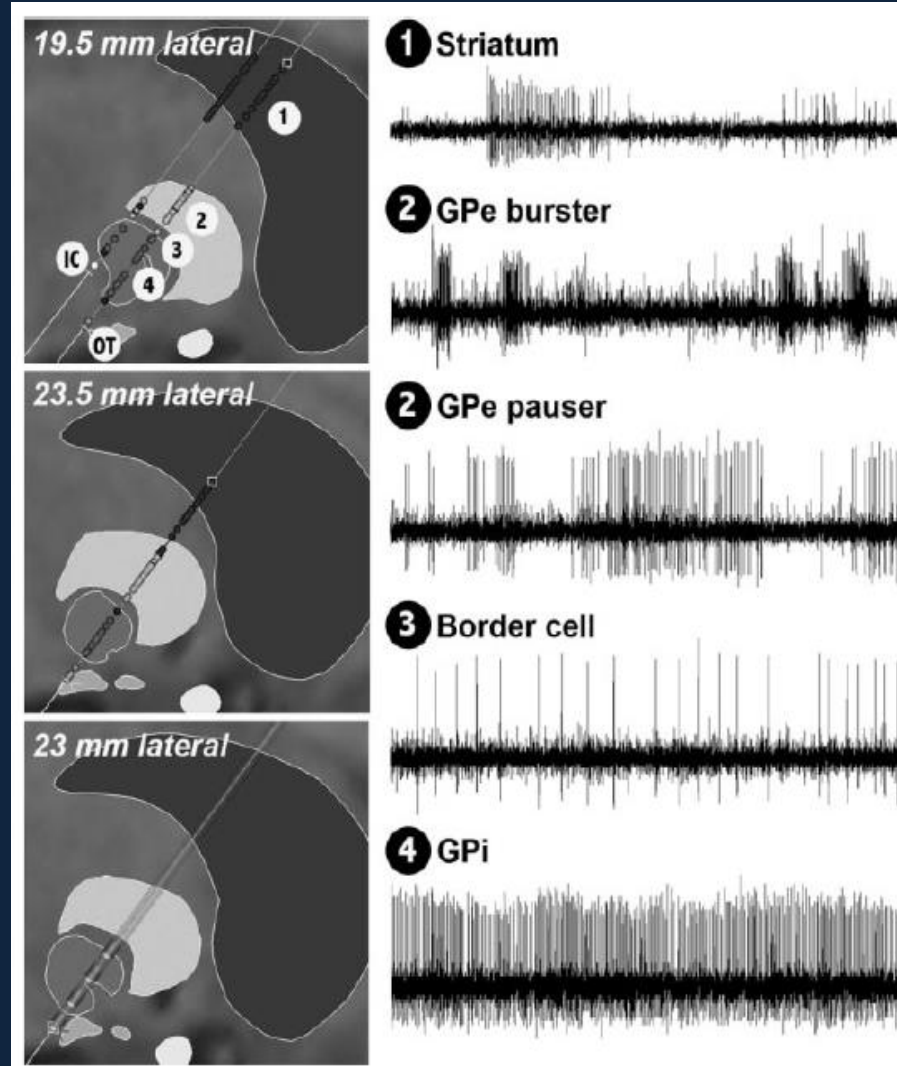 19.5 mm lateral
1
2
3
4
IC
OT
23.5 mm lateral
23 mm lateral
1 Striatum
2 GPe burster
2 GPe pauser
3 Border cell
4 GPi